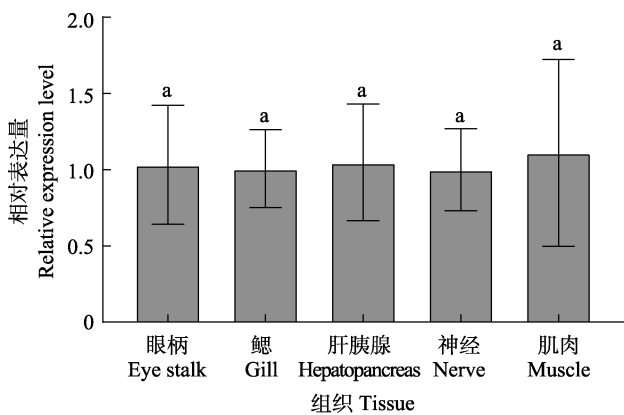 相对表达量
Relative expression level
2.0
1.5
1.0
0.5
0
a
a
a
a
a
眼柄
Eye stalk
鳃
Gill
肝胰腺
Hepatopancreas
神经
Nerve
肌肉
Muscle
组织 Tissue